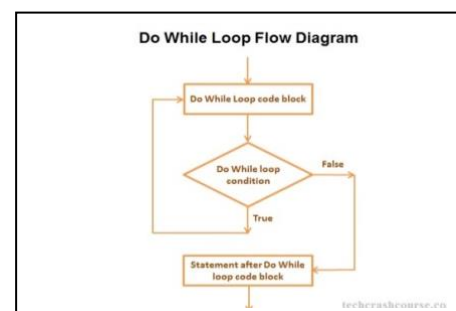 Do While Loop Flow Diagram
Do While Loop code block
Do While loop
condition
False
True
Statement after Do While
loop code block
techcrashcourse.co